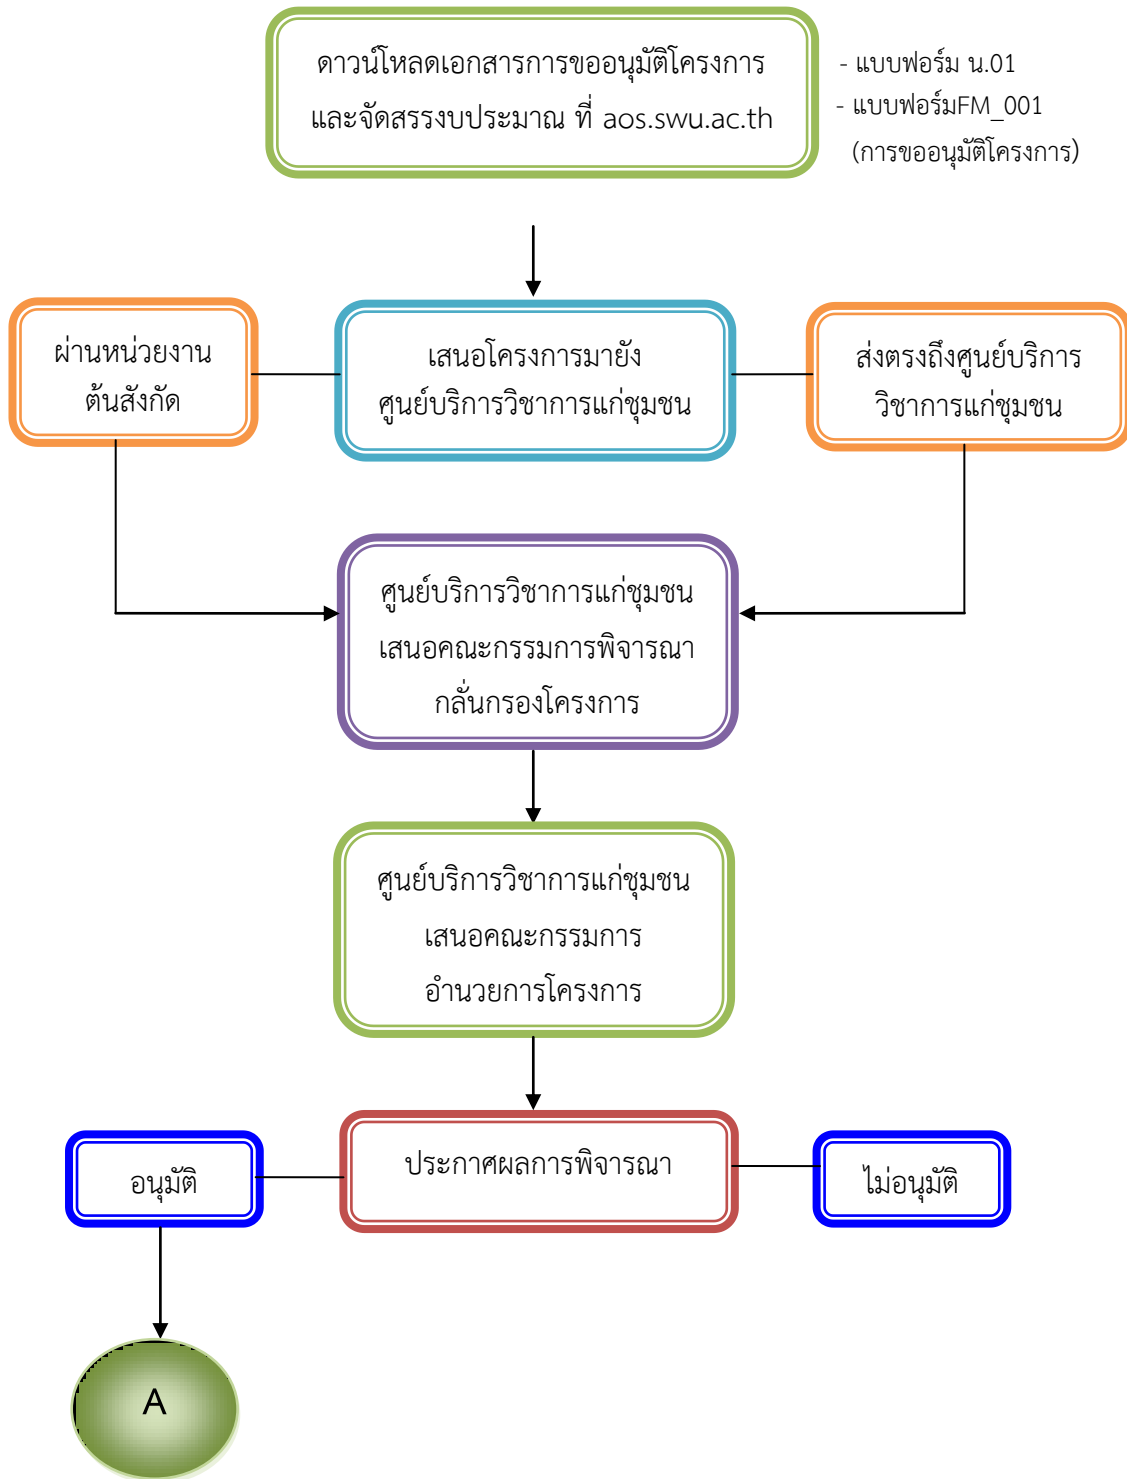 ดาวน์โหลดเอกสารการขออนุมัติโครงการ
และจัดสรรงบประมาณ ที่ aos.swu.ac.th
- แบบฟอร์ม น.01
- แบบฟอร์มFM_001
(การขออนุมัติโครงการ)
ผ่านหน่วยงาน
ต้นสังกัด
เสนอโครงการมายัง
ศูนย์บริการวิชาการแก่ชุมชน
ส่งตรงถึงศูนย์บริการ
วิชาการแก่ชุมชน
ศูนย์บริการวิชาการแก่ชุมชน
เสนอคณะกรรมการพิจารณา
กลั่นกรองโครงการ
ศูนย์บริการวิชาการแก่ชุมชน
เสนอคณะกรรมการ
อำนวยการโครงการ
ประกาศผลการพิจารณา
อนุมัติ
ไม่อนุมัติ
A